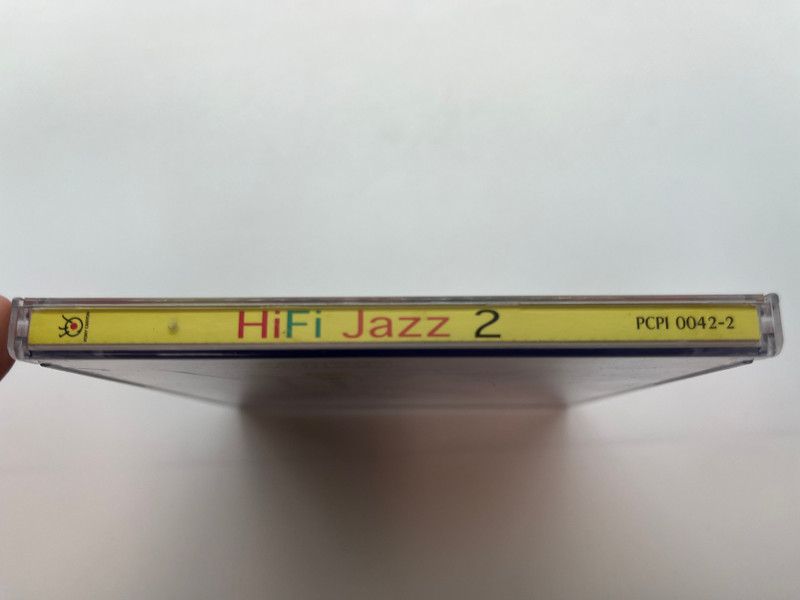 HiFi Jazz 2
PCPI 0042-2